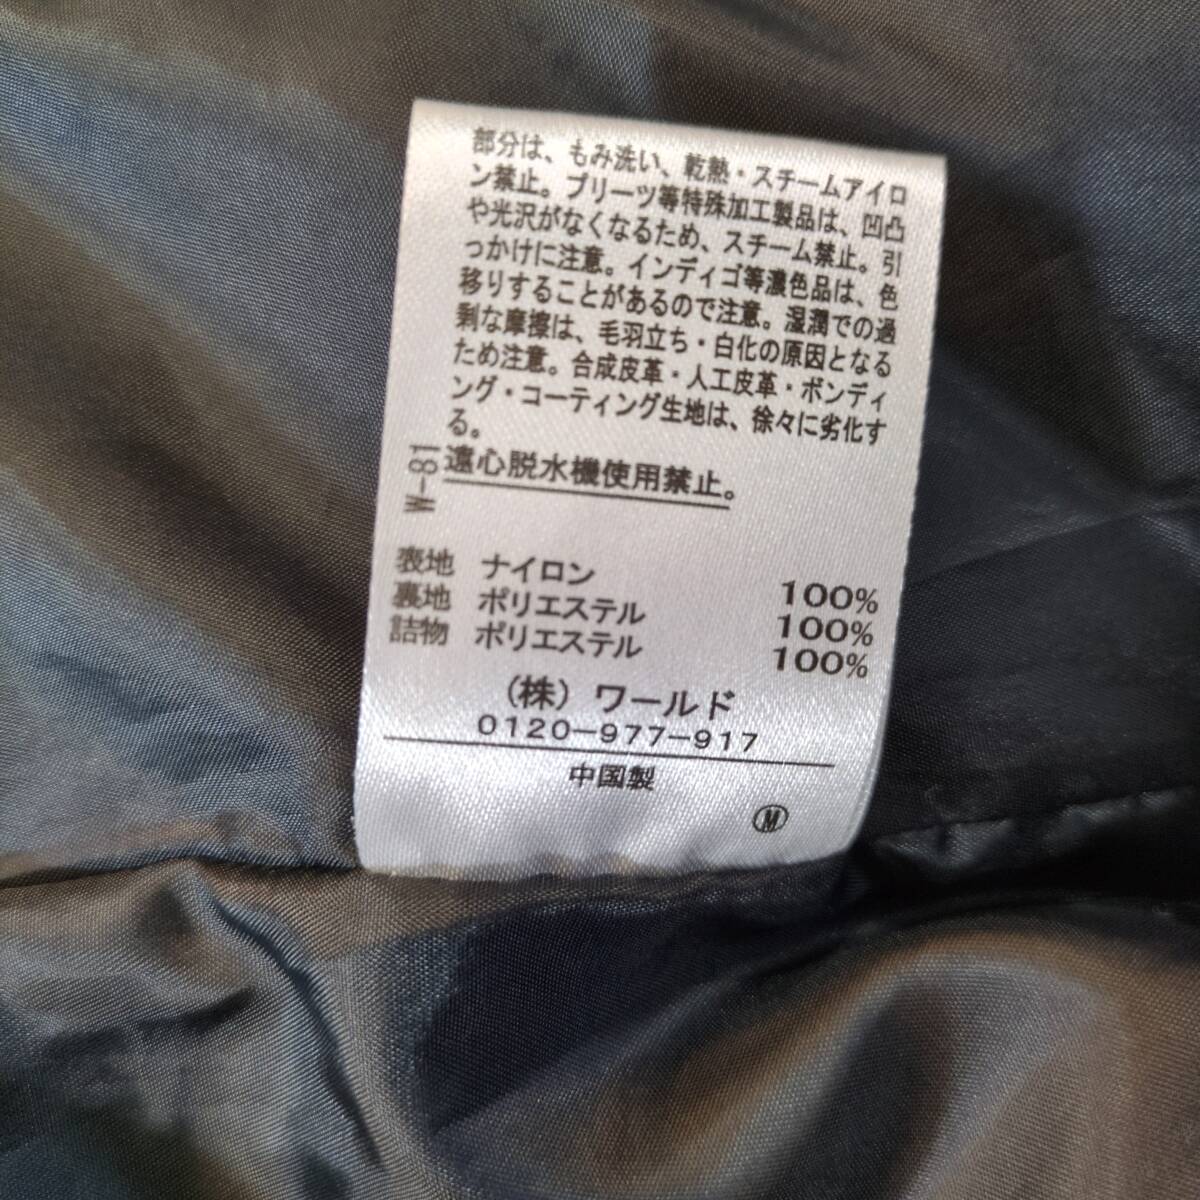 部分は、もみ洗い、乾熱・スチームアイロ
ン禁止。プリーツ等特殊加工製品は、凹凸
や光沢がなくなるため、スチーム禁止。引
っかけに注意。インディゴ等濃色品は、色
移りすることがあるので注意。湿潤での過
剰な摩擦は、毛羽立ち・白化の原因となる
ため注意。合成皮革・人工皮革・ボンディ
ング・コーティング生地は、徐々に劣化す
る。
W-81
遠心脱水機使用禁止。
表地 ナイロン 100%
裏地 ポリエステル 100%
詰物 ポリエステル 100%
(株) ワールド
0120-977-917
中国製
M